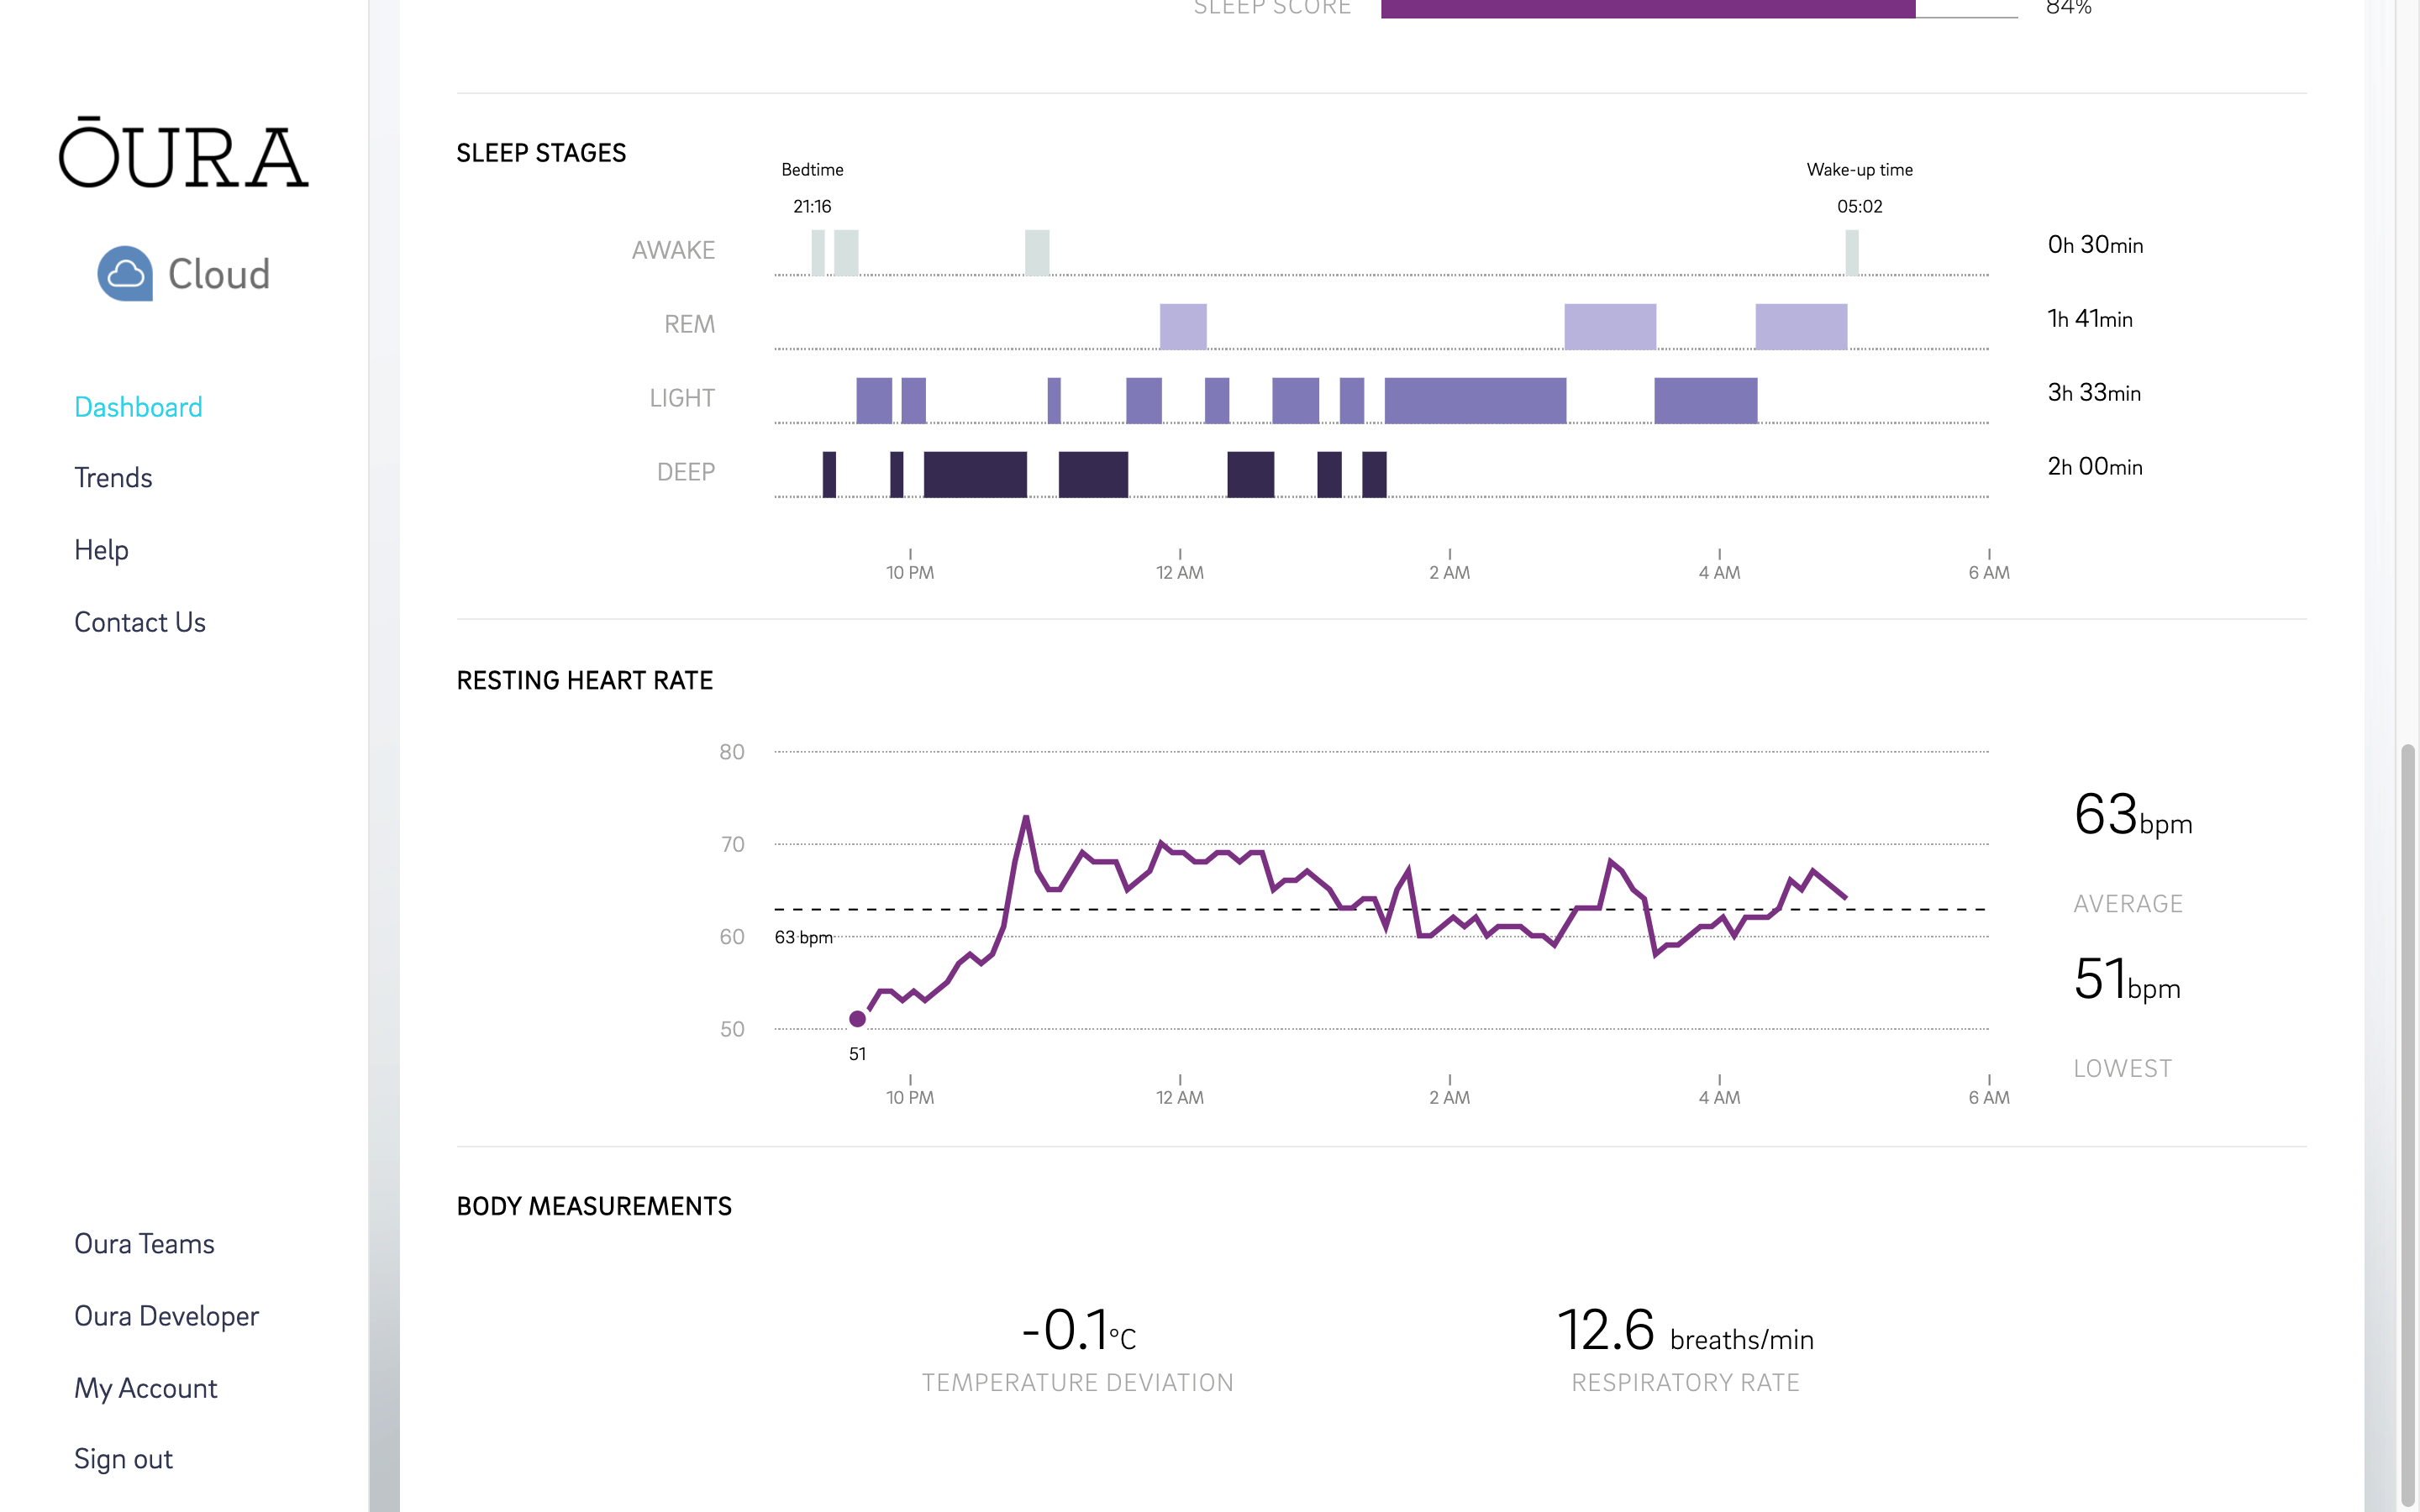 ŌURA
Cloud
Dashboard
Trends
Help
Contact Us
Oura Teams
Oura Developer
My Account
Sign out
SLEEP SCORE
84%
SLEEP STAGES
Bedtime
21:16
Wake-up time
05:02
AWAKE
0h 30min
REM
1h 41min
LIGHT
3h 33min
DEEP
2h 00min
10 PM
12 AM
2 AM
4 AM
6 AM
RESTING HEART RATE
80
70
60
50
63 bpm
51
10 PM
12 AM
2 AM
4 AM
6 AM
63bpm
AVERAGE
51bpm
LOWEST
BODY MEASUREMENTS
-0.1°C
TEMPERATURE DEVIATION
12.6 breaths/min
RESPIRATORY RATE